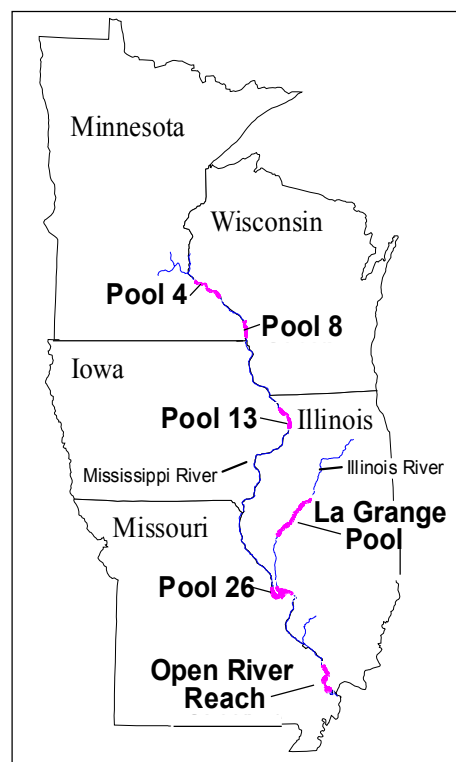 Minnesota
Wisconsin
Pool 4
Pool 8
Iowa
Pool 13
Illinois
Mississippi River
Illinois River
Missouri
La Grange
Pool
Pool 26
Open River
Reach